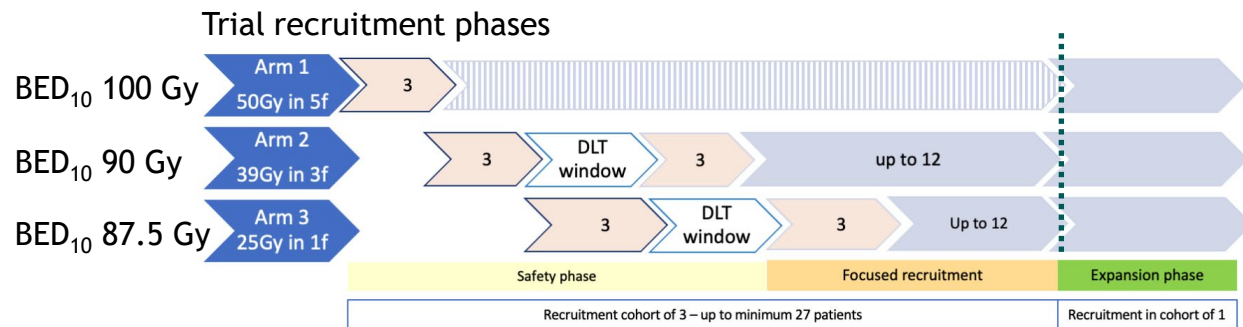 Trial recruitment phases
BED₁₀ 100 Gy
Arm 1
50Gy in 5f
3
BED₁₀ 90 Gy
Arm 2
39Gy in 3f
3
DLT
window
3
up to 12
BED₁₀ 87.5 Gy
Arm 3
25Gy in 1f
3
DLT
window
3
Up to 12
Safety phase
Focused recruitment
Expansion phase
Recruitment cohort of 3 – up to minimum 27 patients
Recruitment in cohort of 1